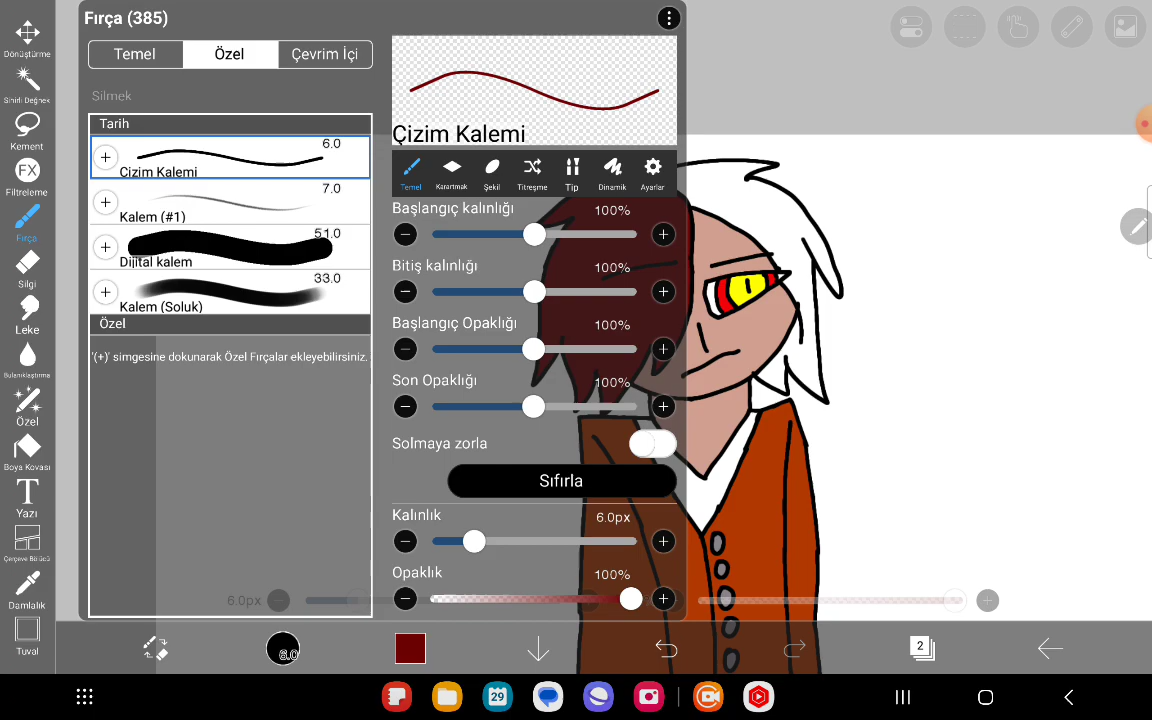 Fırça (385)
Temel
Özel
Çevrim İçi
Silmek
Tarih
6.0
Çizim Kalemi
7.0
Kalem (#1)
51.0
Dijital kalem
33.0
Kalem (Soluk)
Özel
'(+)' simgesine dokunarak Özel Fırçalar ekleyebilirsiniz.
Çizim Kalemi
Temel
Karartmak
Şekil
Titreşme
Tip
Dinamik
Ayarlar
Başlangıç kalınlığı
100%
Bitiş kalınlığı
100%
Başlangıç Opaklığı
100%
Son Opaklığı
100%
Solmaya zorla
Sıfırla
Kalınlık
6.0px
Opaklık
100%
Dönüştürme
Sihirli Değnek
Kement
FX
Filtreleme
Fırça
Silgi
Leke
Bulanıklaştırma
Özel
Boya Kovası
T
Yazı
Çerçeve Bölücü
Damlalık
Tuval
6.0px
6.0
2
29